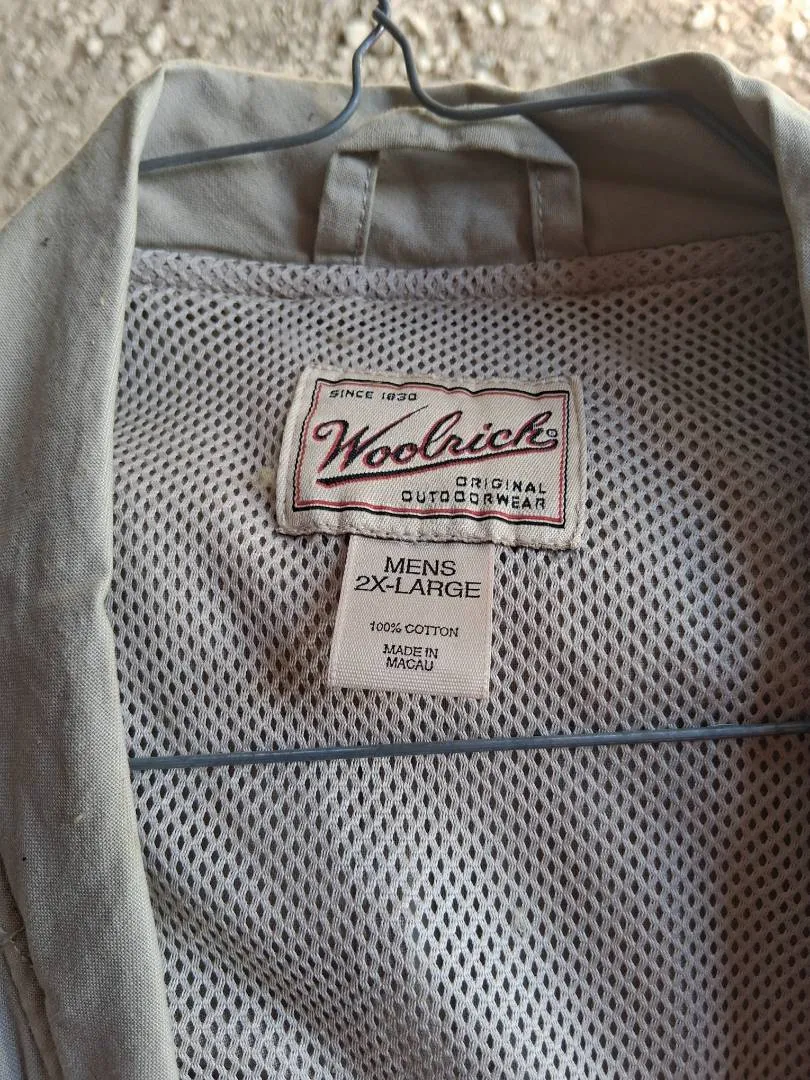 SINCE 1830
Woolrich®
ORIGINAL
OUTDOORWEAR
MENS
2X-LARGE
100% COTTON
MADE IN
MACAU